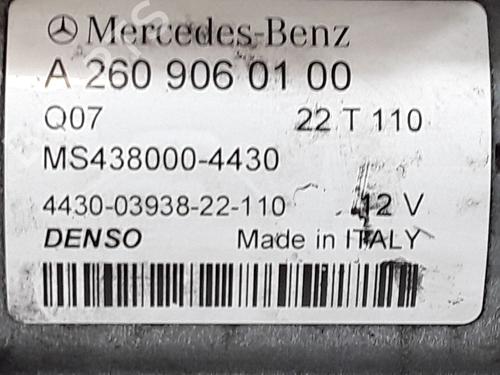 Mercedes-Benz
A 260 906 01 00
Q07 22 T 110
MS438000-4430
4430-03938-22-110 12 V
DENSO Made in ITALY